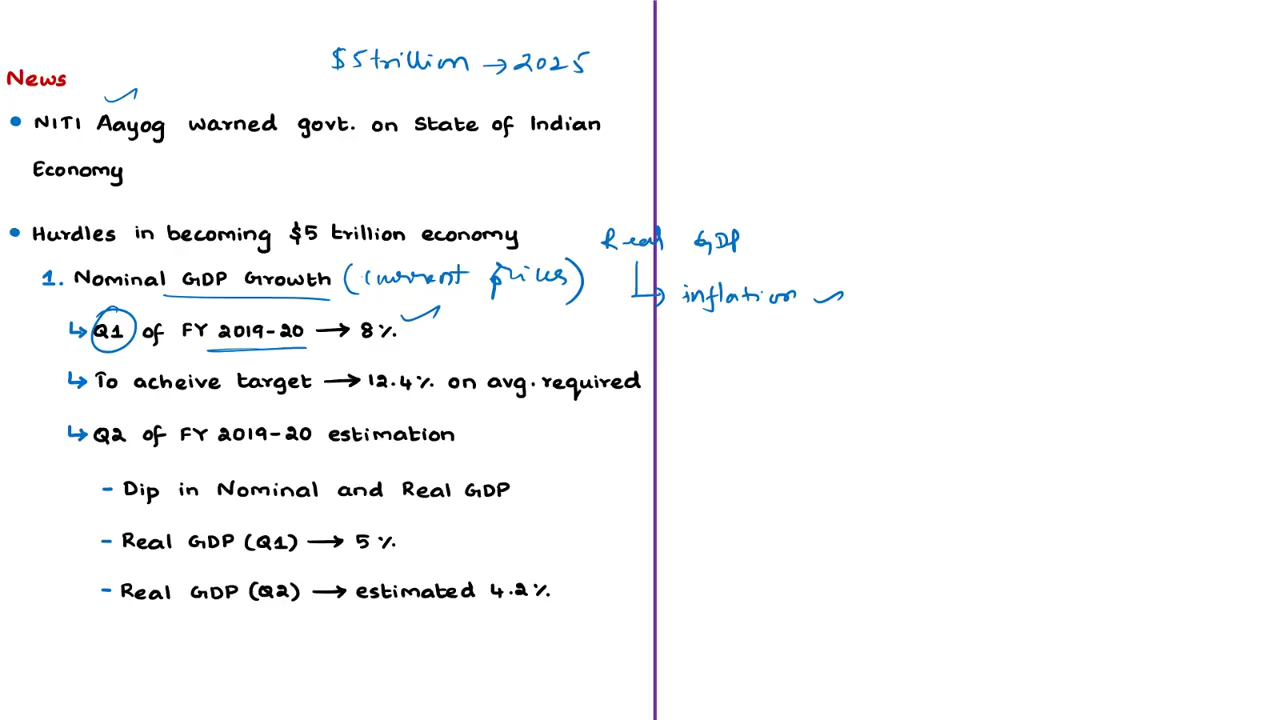 $5 trillion → 2025
News
• NITI Aayog warned govt. on State of Indian
Economy
• Hurdles in becoming $5 trillion economy
Real GDP
1. Nominal GDP Growth (current prices)
↳ inflation
↳ Q1 of FY 2019-20 → 8%.
↳ To acheive target → 12.4% on avg. required
↳ Q2 of FY 2019-20 estimation
- Dip in Nominal and Real GDP
- Real GDP (Q1) → 5%
- Real GDP (Q2) → estimated 4.2%